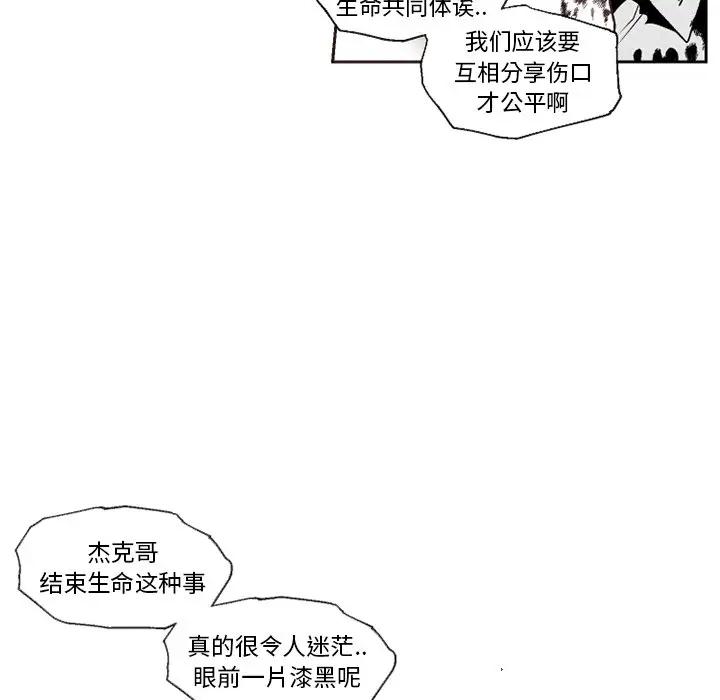 生命共同体诶..
我们应该要
互相分享伤口
才公平啊
杰克哥
结束生命这种事
真的很令人迷茫..
眼前一片漆黑呢